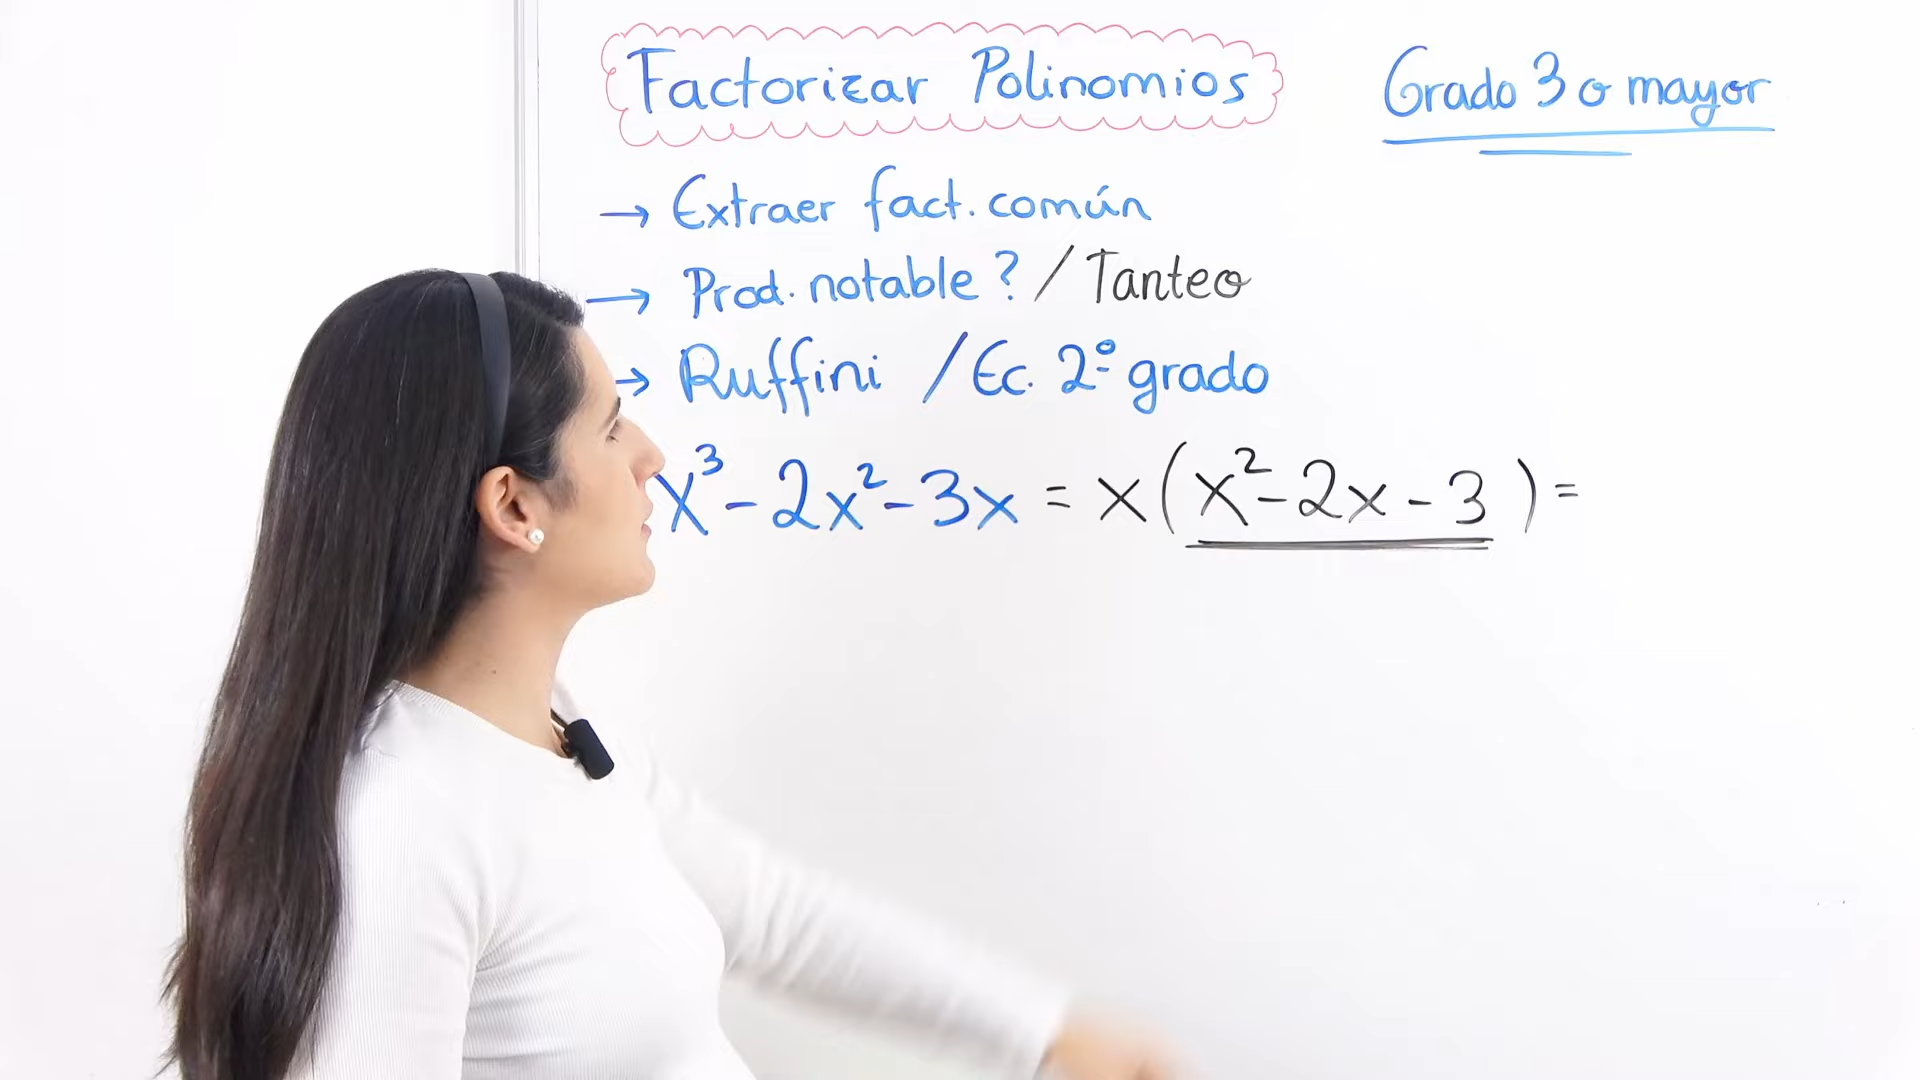 Factorizar Polinomios
Grado 3 o mayor
→ Extraer fact. común
→ Prod. notable ? / Tanteo
→ Ruffini / Ec. 2º grado
x³ - 2x² - 3x = x ( x² - 2x - 3 ) =